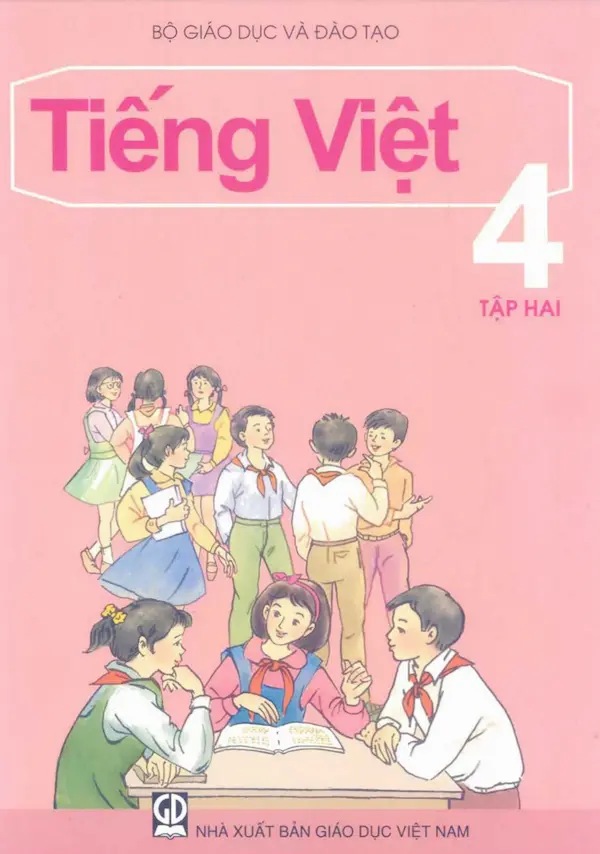 BỘ GIÁO DỤC VÀ ĐÀO TẠO
Tiếng Việt
4
TẬP HAI
GD
NHÀ XUẤT BẢN GIÁO DỤC VIỆT NAM